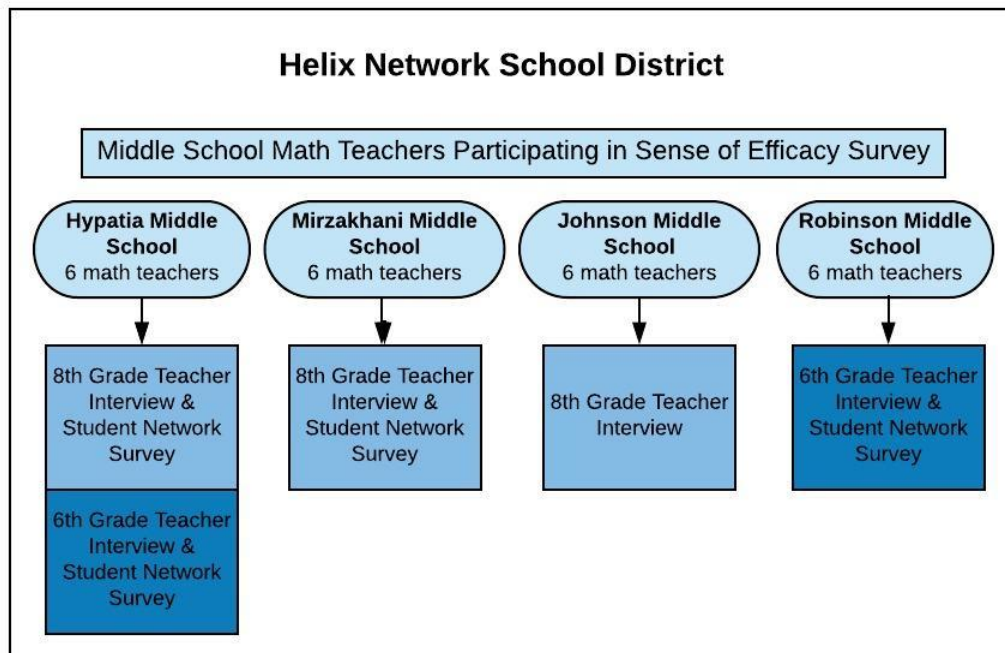 Helix Network School District
Middle School Math Teachers Participating in Sense of Efficacy Survey
Hypatia Middle
School
6 math teachers
Mirzakhani Middle
School
6 math teachers
Johnson Middle
School
6 math teachers
Robinson Middle
School
6 math teachers
8th Grade Teacher
Interview &
Student Network
Survey
8th Grade Teacher
Interview &
Student Network
Survey
8th Grade Teacher
Interview
6th Grade Teacher
Interview &
Student Network
Survey
6th Grade Teacher
Interview &
Student Network
Survey